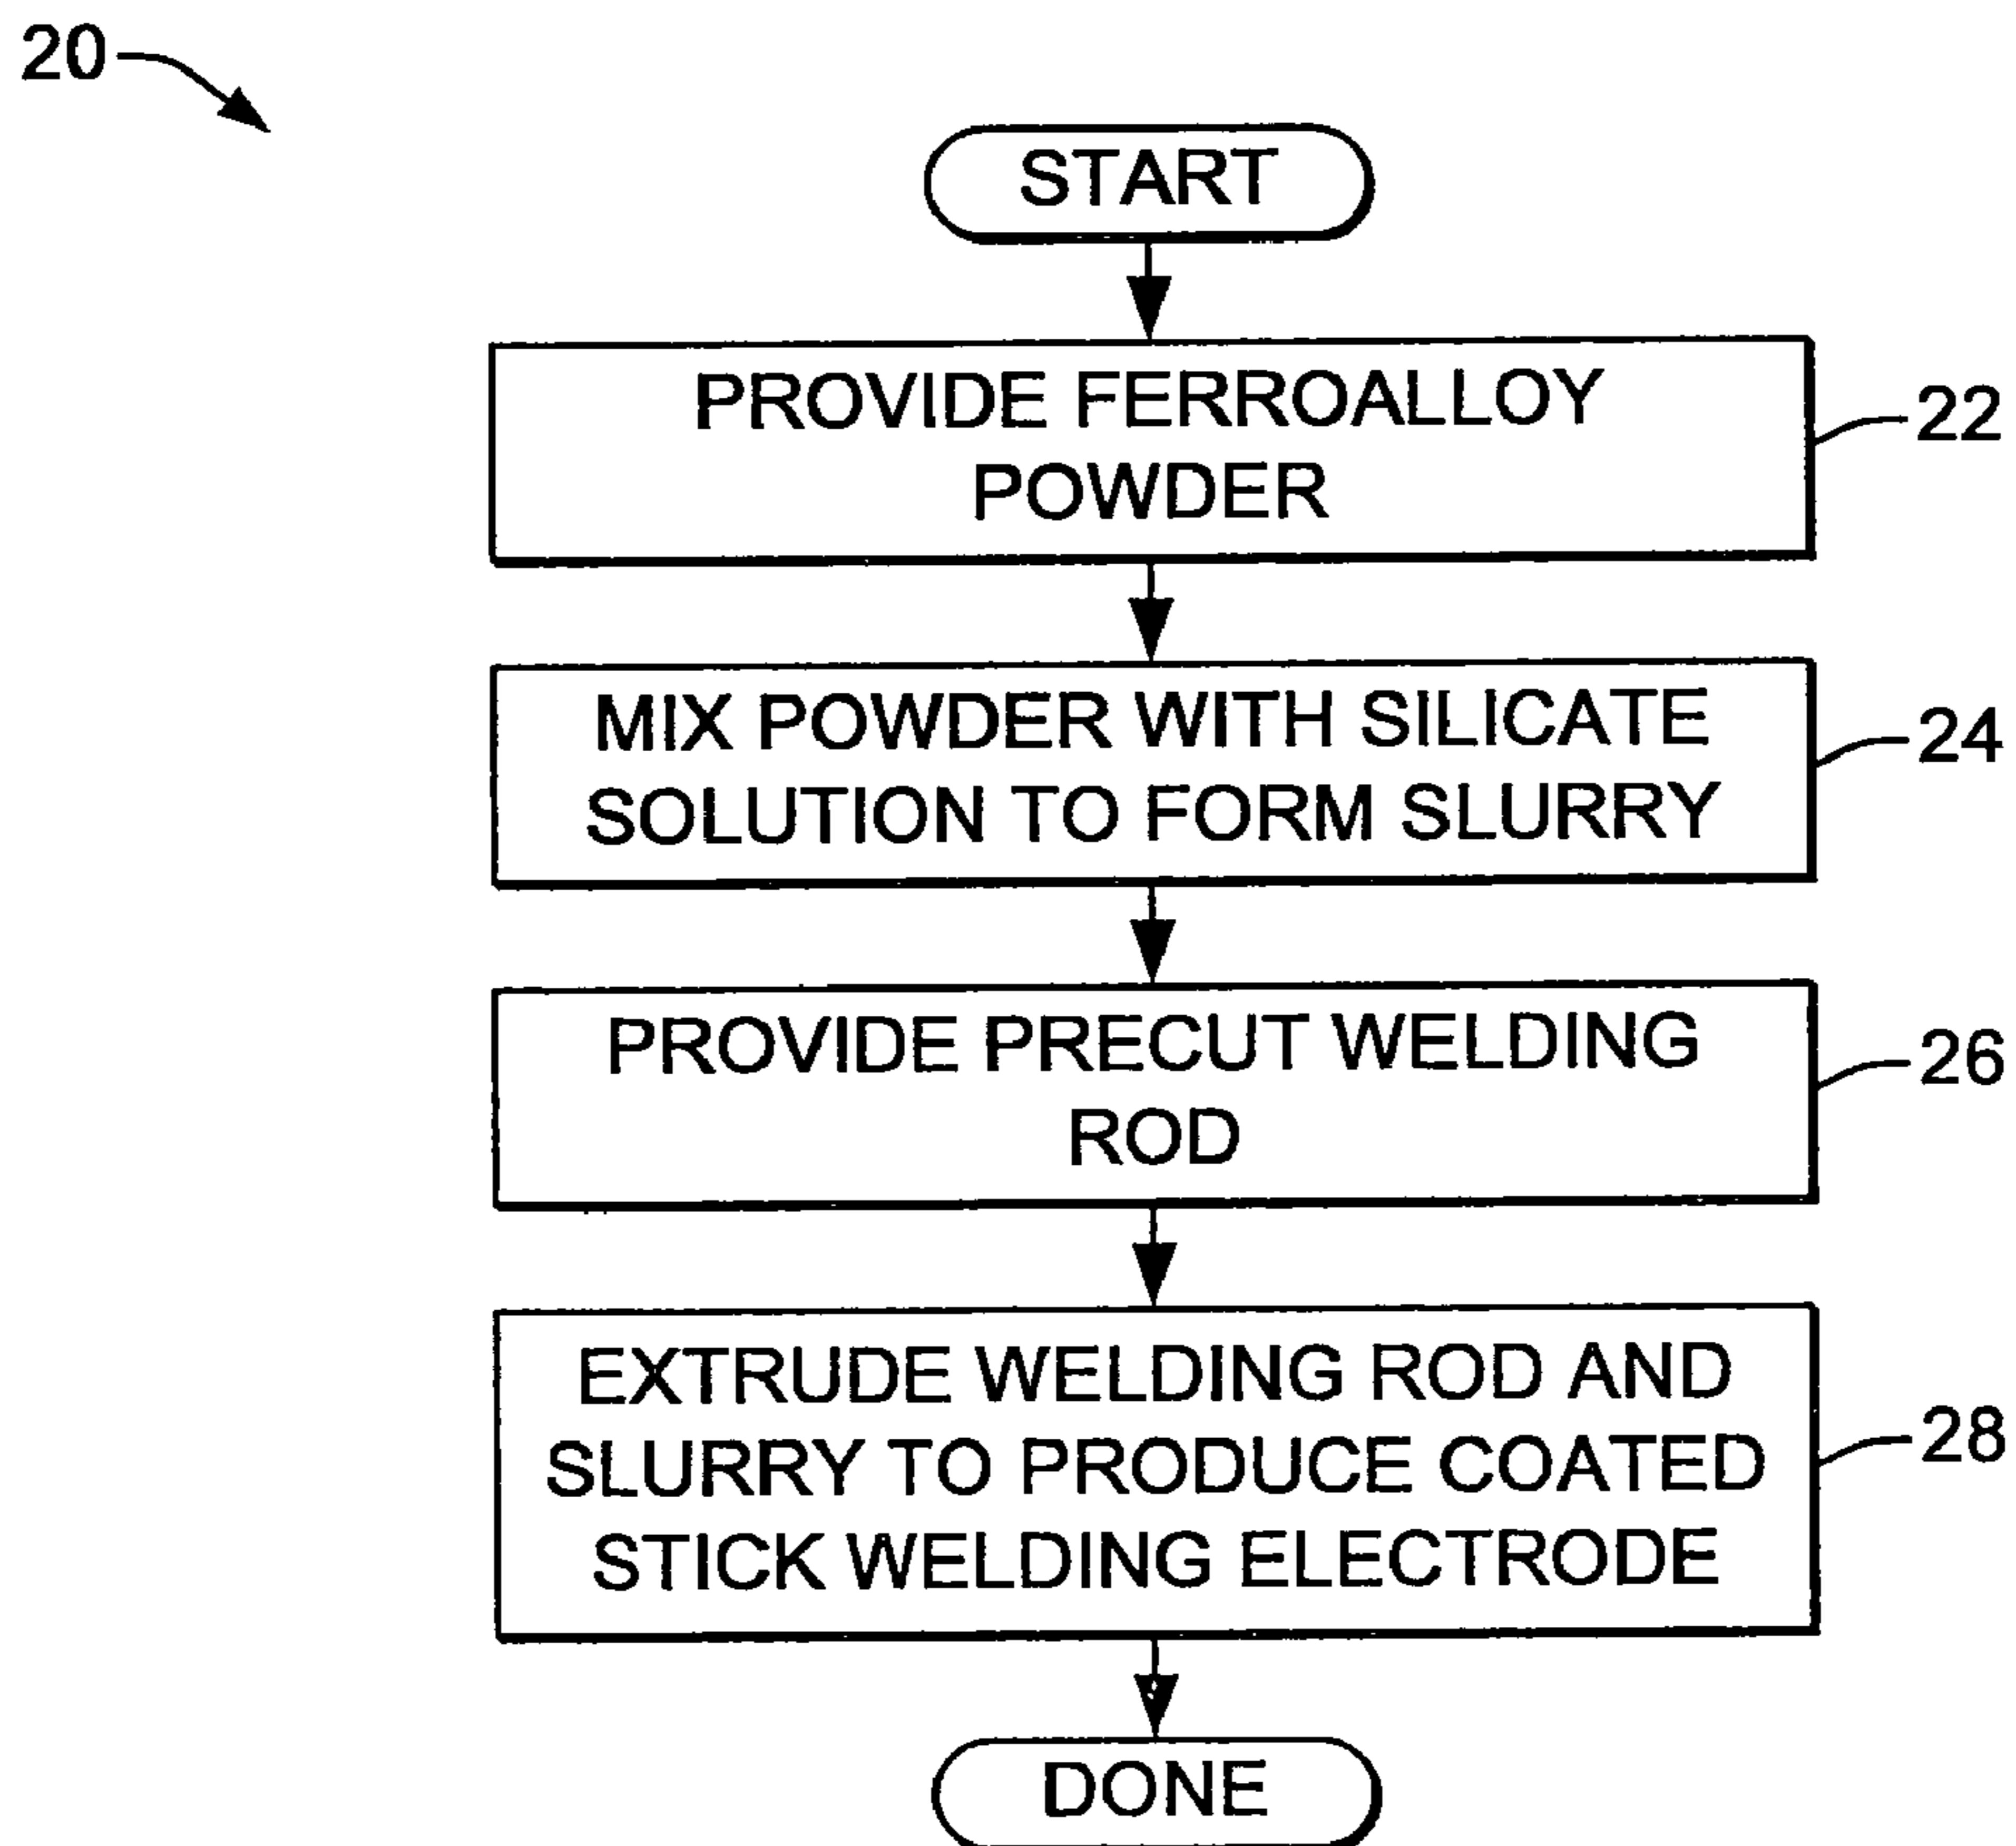 20
START
PROVIDE FERROALLOY
POWDER
22
MIX POWDER WITH SILICATE
SOLUTION TO FORM SLURRY
24
PROVIDE PRECUT WELDING
ROD
26
EXTRUDE WELDING ROD AND
SLURRY TO PRODUCE COATED
STICK WELDING ELECTRODE
28
DONE